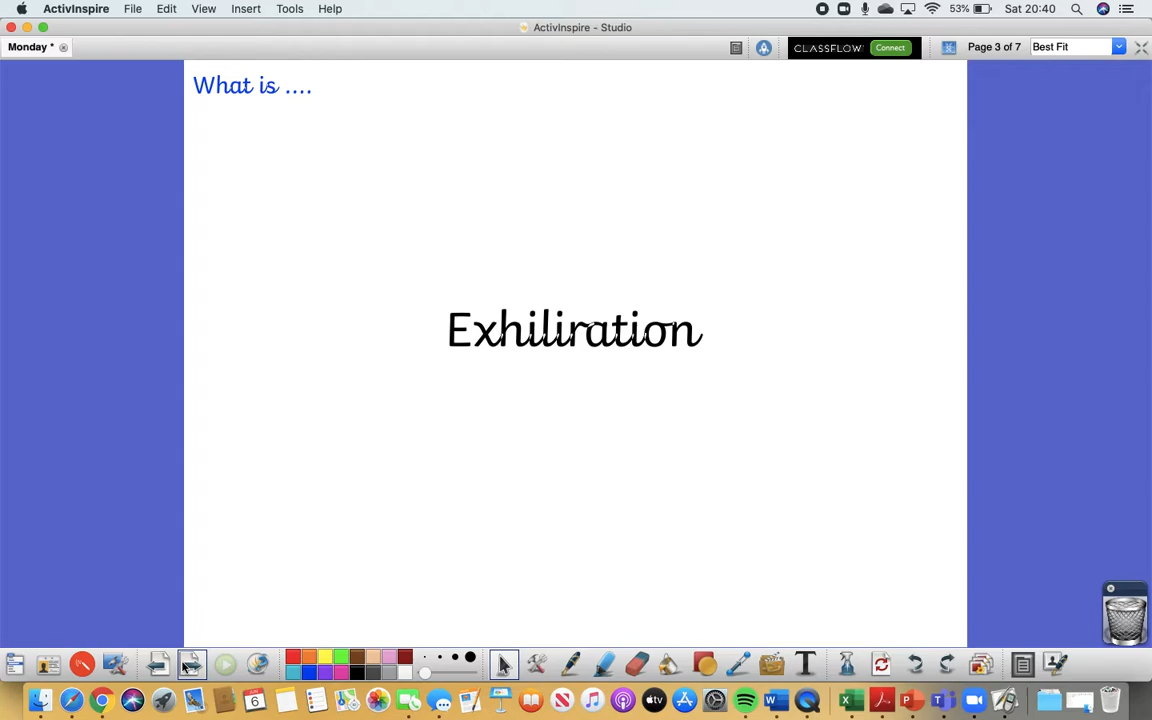 ActivInspire File Edit View Insert Tools Help 53% Sat 20:40
ActivInspire - Studio
Monday * CLASSFLOW Connect Page 3 of 7 Best Fit
What is ....
Exhiliration